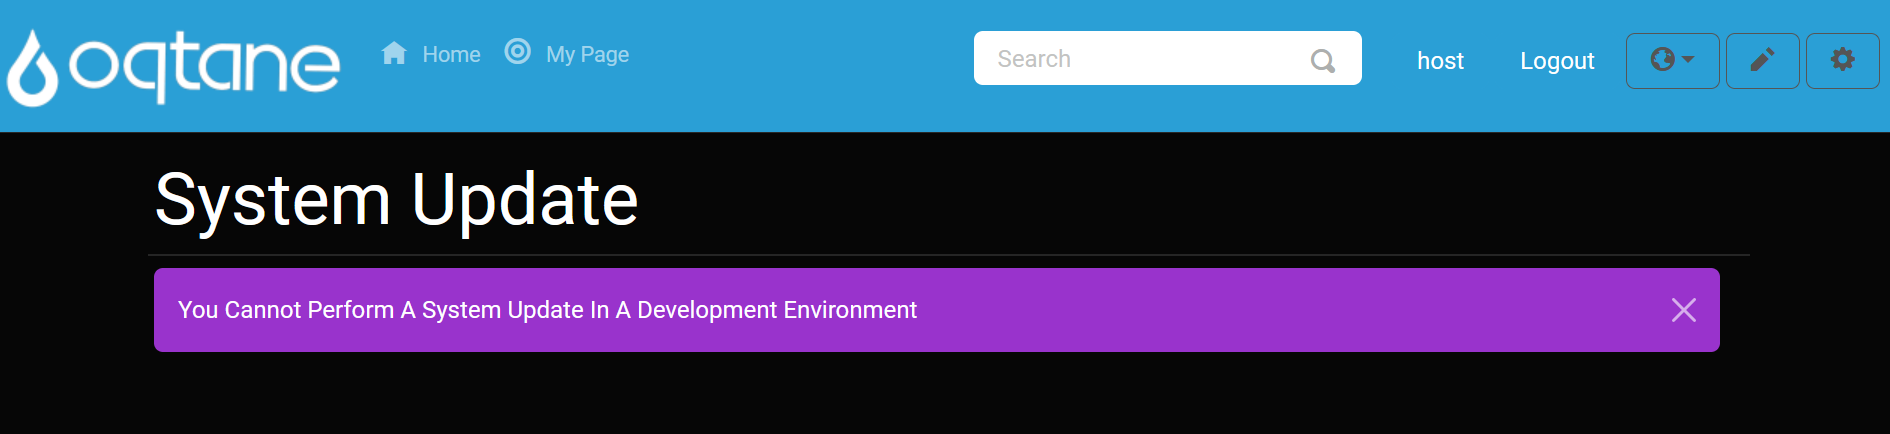 oqtane
Home
My Page
Search
host
Logout
System Update
You Cannot Perform A System Update In A Development Environment